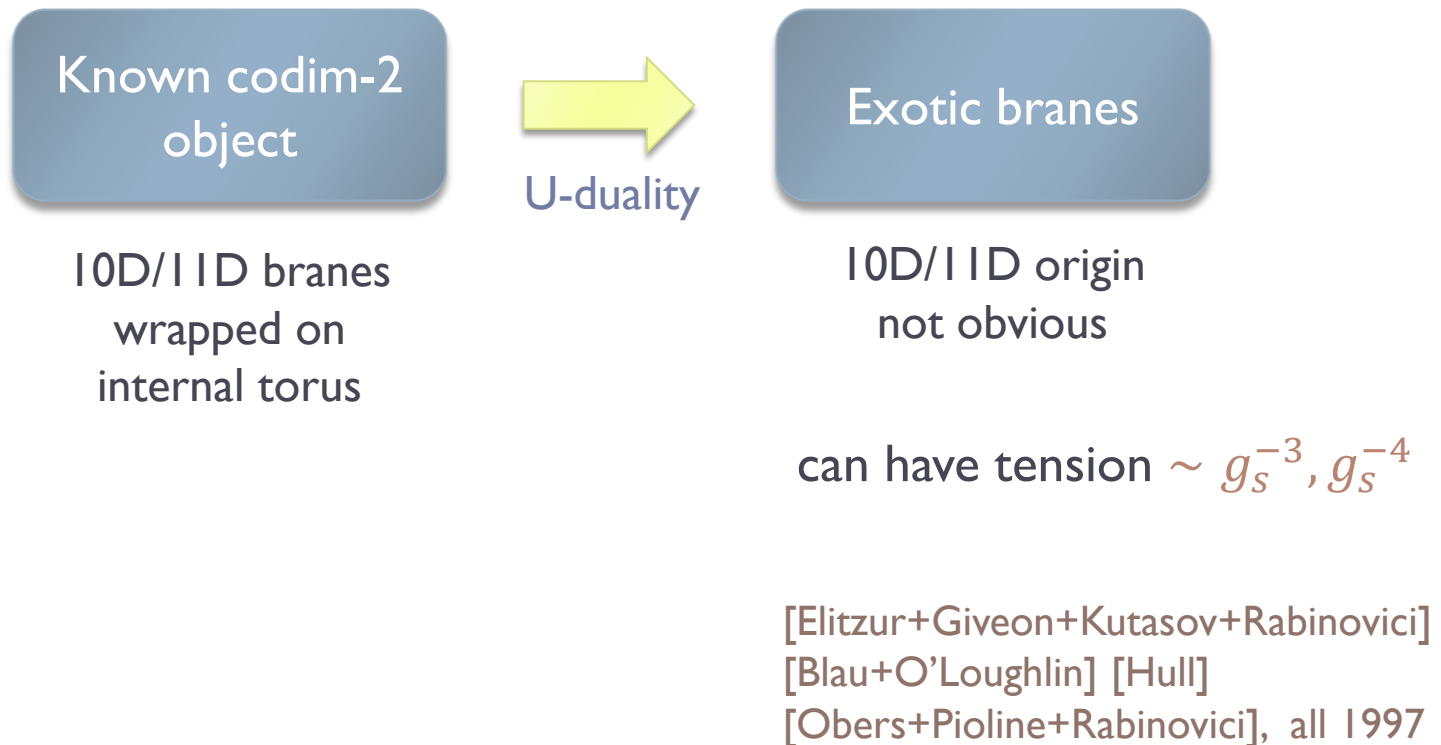 Known codim-2
object
U-duality
Exotic branes
10D/11D branes
wrapped on
internal torus
10D/11D origin
not obvious
can have tension ~ g_s^{-3}, g_s^{-4}
[Elitzur+Giveon+Kutasov+Rabinovici]
[Blau+O'Loughlin] [Hull]
[Obers+Pioline+Rabinovici], all 1997